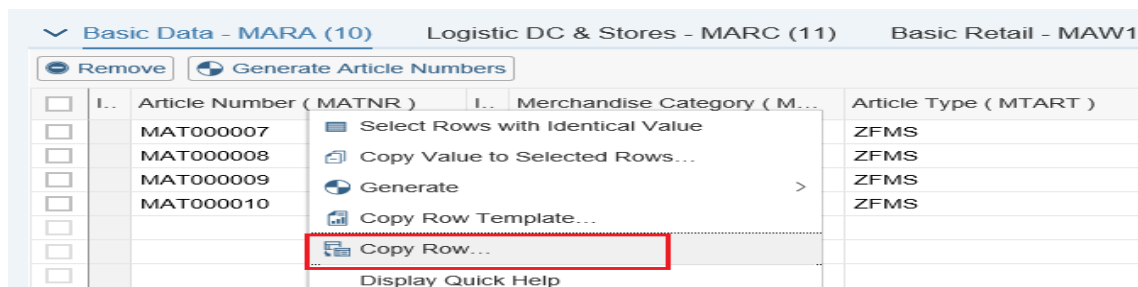 Basic Data - MARA (10) Logistic DC & Stores - MARC (11) Basic Retail - MAW1
Remove Generate Article Numbers
I.. Article Number ( MATNR ) I.. Merchandise Category ( M... Article Type ( MTART )
MAT000007 ZFMS
MAT000008 ZFMS
MAT000009 ZFMS
MAT000010 ZFMS
Select Rows with Identical Value
Copy Value to Selected Rows...
Generate >
Copy Row Template...
Copy Row...
Display Quick Help